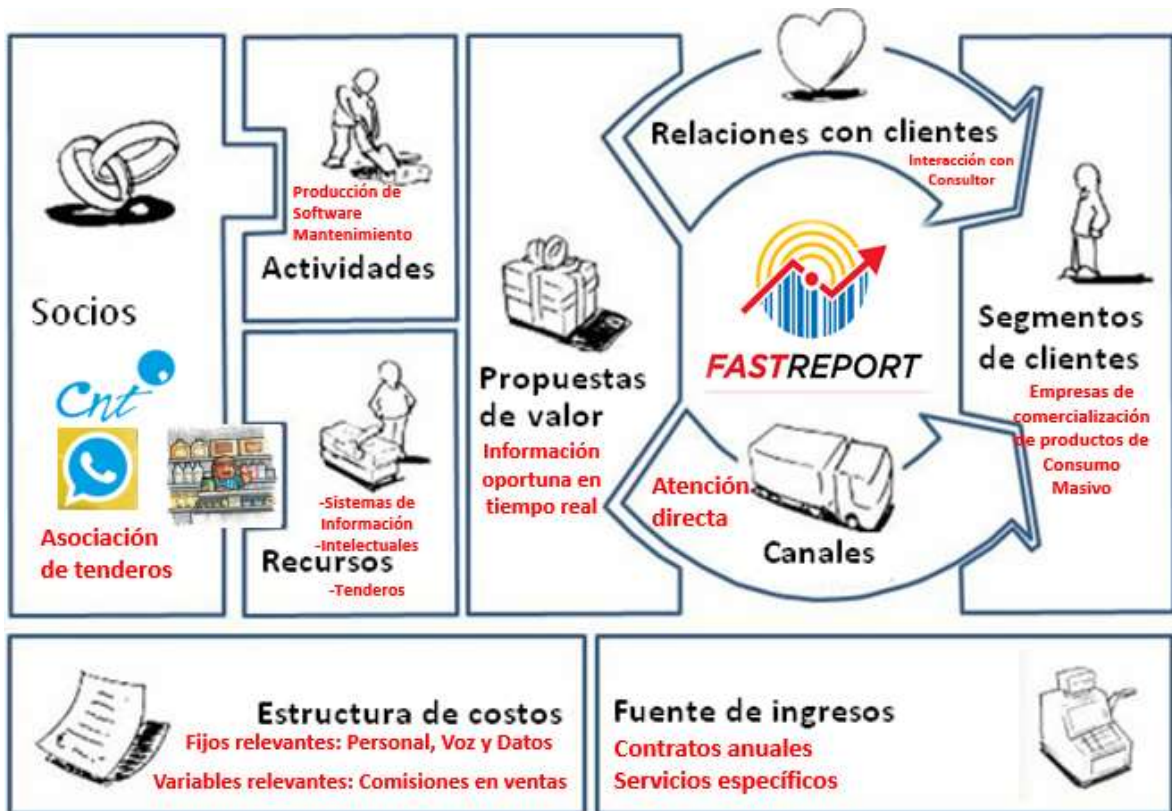 Socios
Cnt
Asociación
de tenderos
Producción de
Software
Mantenimiento
Actividades
-Sistemas de
Información
-Intelectuales
Recursos
-Tenderos
Propuestas
de valor
Información
oportuna en
tiempo real
Relaciones con clientes
Interacción con
Consultor
FASTREPORT
Atención
directa
Canales
Segmentos
de clientes
Empresas de
comercialización
de productos de
Consumo
Masivo
Estructura de costos
Fijos relevantes: Personal, Voz y Datos
Variables relevantes: Comisiones en ventas
Fuente de ingresos
Contratos anuales
Servicios específicos